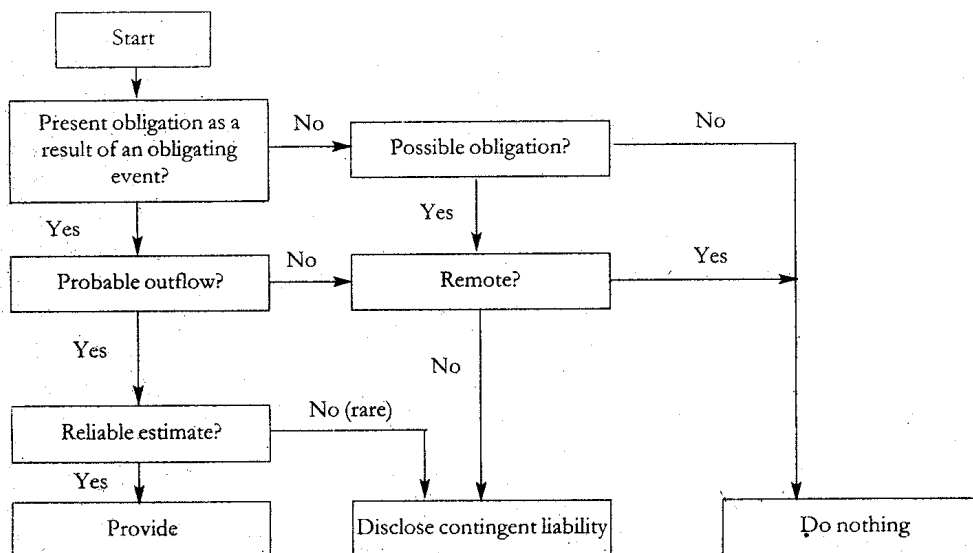 Start
Present obligation as a
result of an obligating
event?
No
Possible obligation?
No
Yes
Yes
Probable outflow?
No
Remote?
Yes
Yes
No
Reliable estimate?
No (rare)
Yes
Provide
Disclose contingent liability
Do nothing